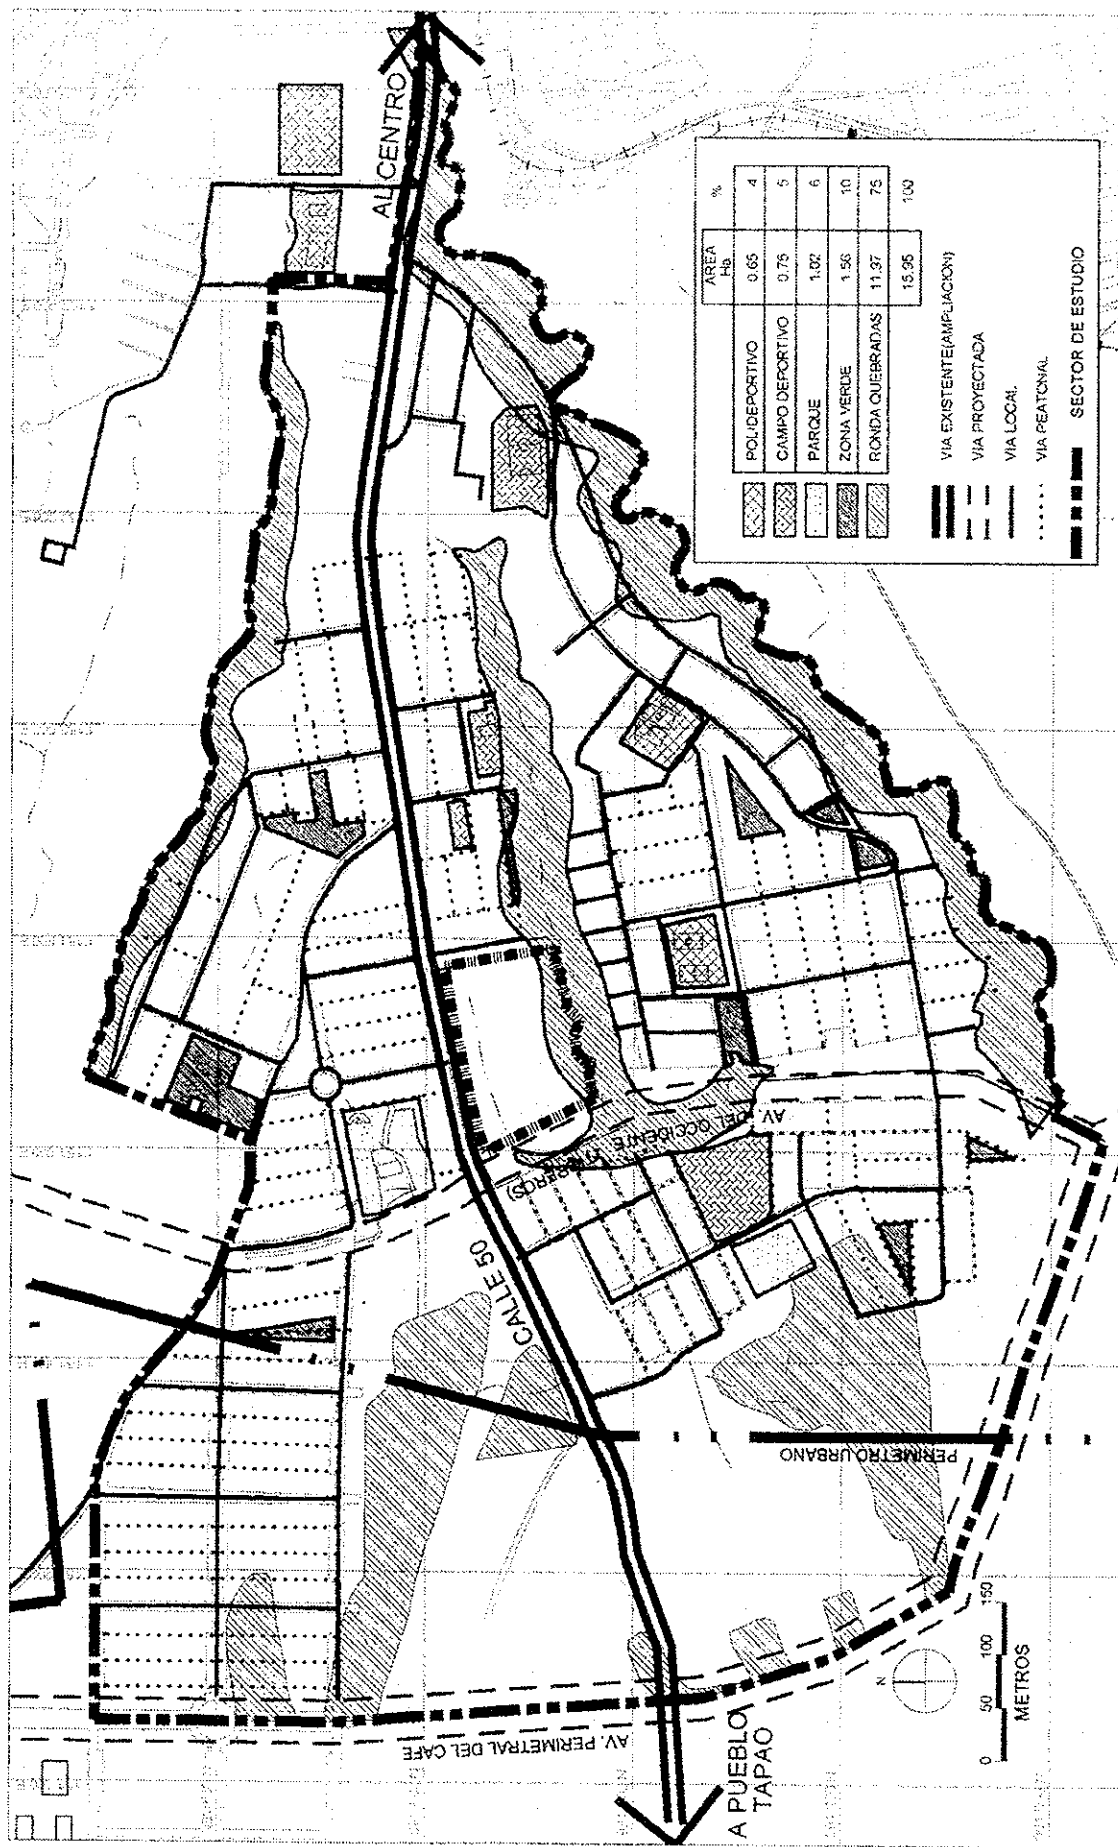 AL CENTRO
CALLE 50
AV. DEL OCCIDENTE
PERIMETRO URBANO
AV. PERIMETRAL DEL CAFE
A PUEBLO
TAPAO
N
0 50 100 150
METROS
AREA Ha %
POLIDEPORTIVO 0.65 4
CAMPO DEPORTIVO 0.75 5
PARQUE 1.02 6
ZONA VERDE 1.56 10
RONDA QUEBRADAS 11.97 75
15.95 100
VIA EXISTENTE(AMPLIACION)
VIA PROYECTADA
VIA LOCAL
VIA PEATONAL
SECTOR DE ESTUDIO